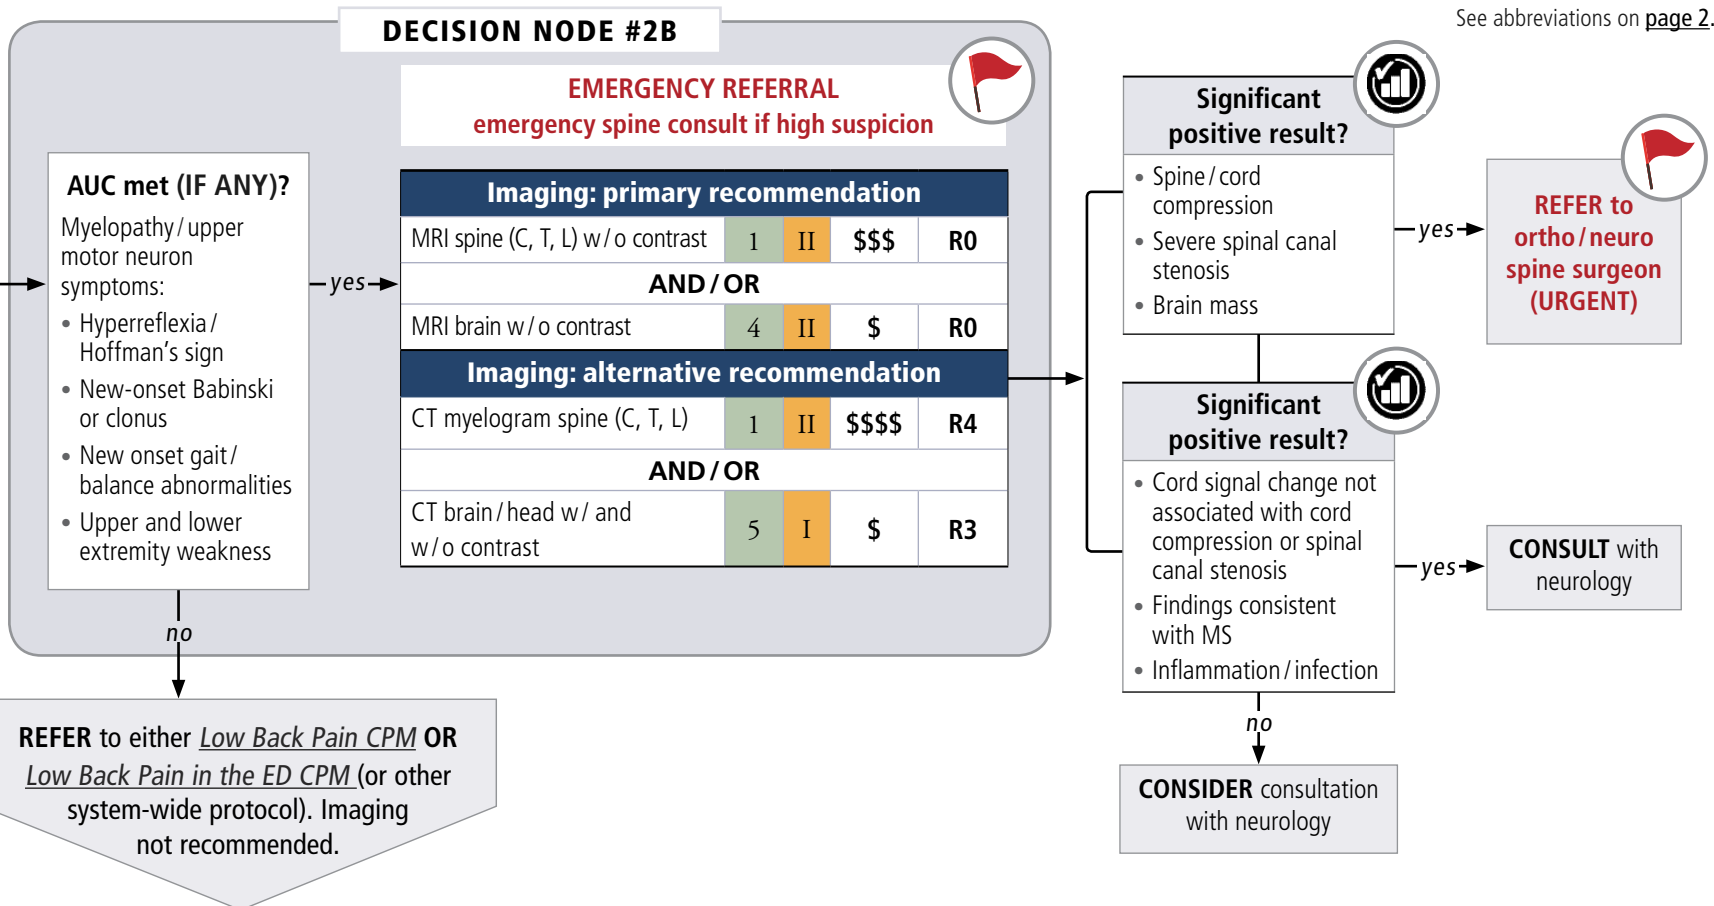 See abbreviations on page 2.
DECISION NODE #2B
EMERGENCY REFERRAL
emergency spine consult if high suspicion
AUC met (IF ANY)?
Myelopathy / upper
motor neuron
symptoms:
• Hyperreflexia /
Hoffman's sign
• New-onset Babinski
or clonus
• New onset gait /
balance abnormalities
• Upper and lower
extremity weakness
yes
no
REFER to either Low Back Pain CPM OR
Low Back Pain in the ED CPM (or other
system-wide protocol). Imaging
not recommended.
Imaging: primary recommendation
MRI spine (C, T, L) w/o contrast 1 II $$$ R0
AND / OR
MRI brain w/o contrast 4 II $ R0
Imaging: alternative recommendation
CT myelogram spine (C, T, L) 1 II $$$$ R4
AND / OR
CT brain / head w/ and
w/o contrast 5 I $ R3
Significant
positive result?
• Spine / cord
compression
• Severe spinal canal
stenosis
• Brain mass
yes
REFER to
ortho / neuro
spine surgeon
(URGENT)
Significant
positive result?
• Cord signal change not
associated with cord
compression or spinal
canal stenosis
• Findings consistent
with MS
• Inflammation / infection
yes
CONSULT with
neurology
no
CONSIDER consultation
with neurology